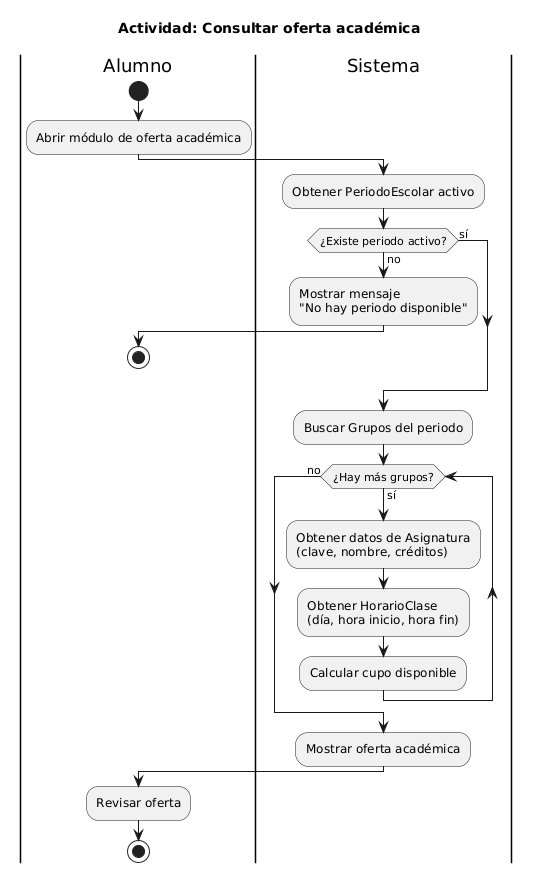 Actividad: Consultar oferta académica
Alumno
Sistema
Abrir módulo de oferta académica
Obtener PeriodoEscolar activo
¿Existe periodo activo?
sí
no
Mostrar mensaje
"No hay periodo disponible"
Buscar Grupos del periodo
no
¿Hay más grupos?
sí
Obtener datos de Asignatura
(clave, nombre, créditos)
Obtener HorarioClase
(día, hora inicio, hora fin)
Calcular cupo disponible
Mostrar oferta académica
Revisar oferta